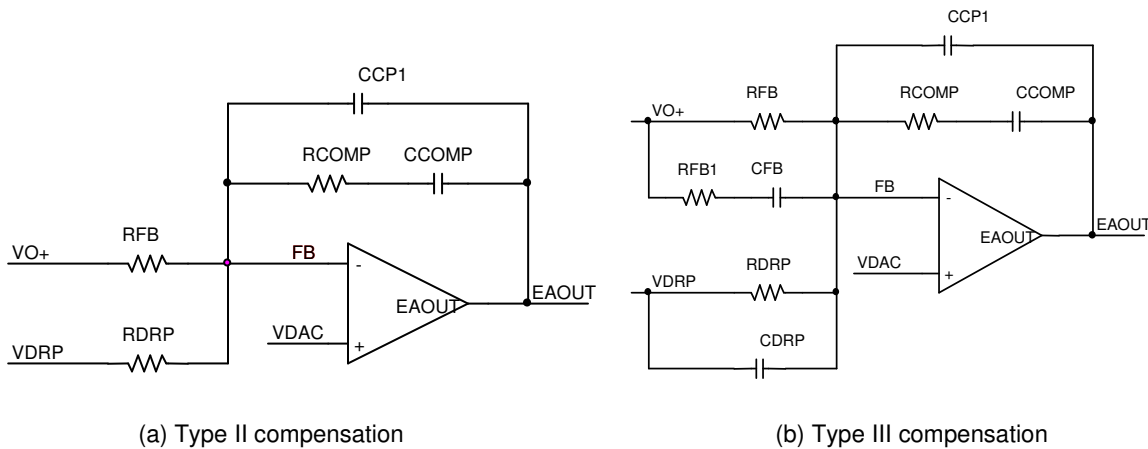 CCP1
RCOMP
CCOMP
RFB
VO+
FB
-
EAOUT
EAOUT
RDRP
VDAC
+
VDRP
(a) Type II compensation
CCP1
RFB
RCOMP
CCOMP
VO+
RFB1
CFB
FB
-
EAOUT
EAOUT
RDRP
VDAC
+
VDRP
CDRP
(b) Type III compensation